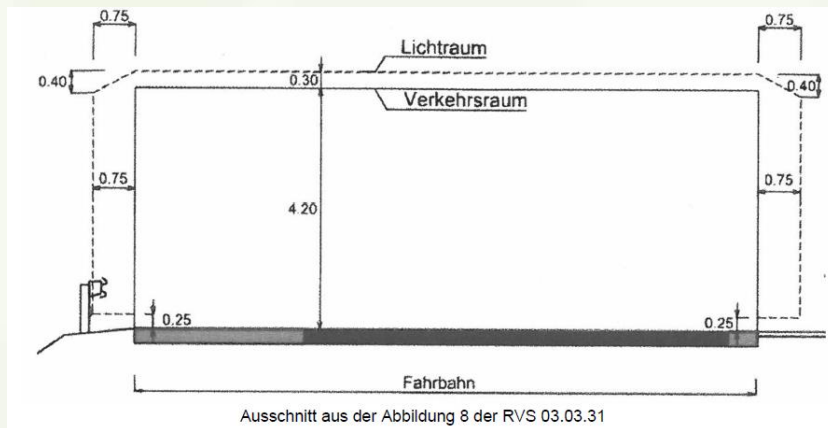 0.75
0.75
Lichtraum
0.40
0.30
0.40
Verkehrsraum
0.75
0.75
4.20
0.25
0.25
Fahrbahn
Ausschnitt aus der Abbildung 8 der RVS 03.03.31